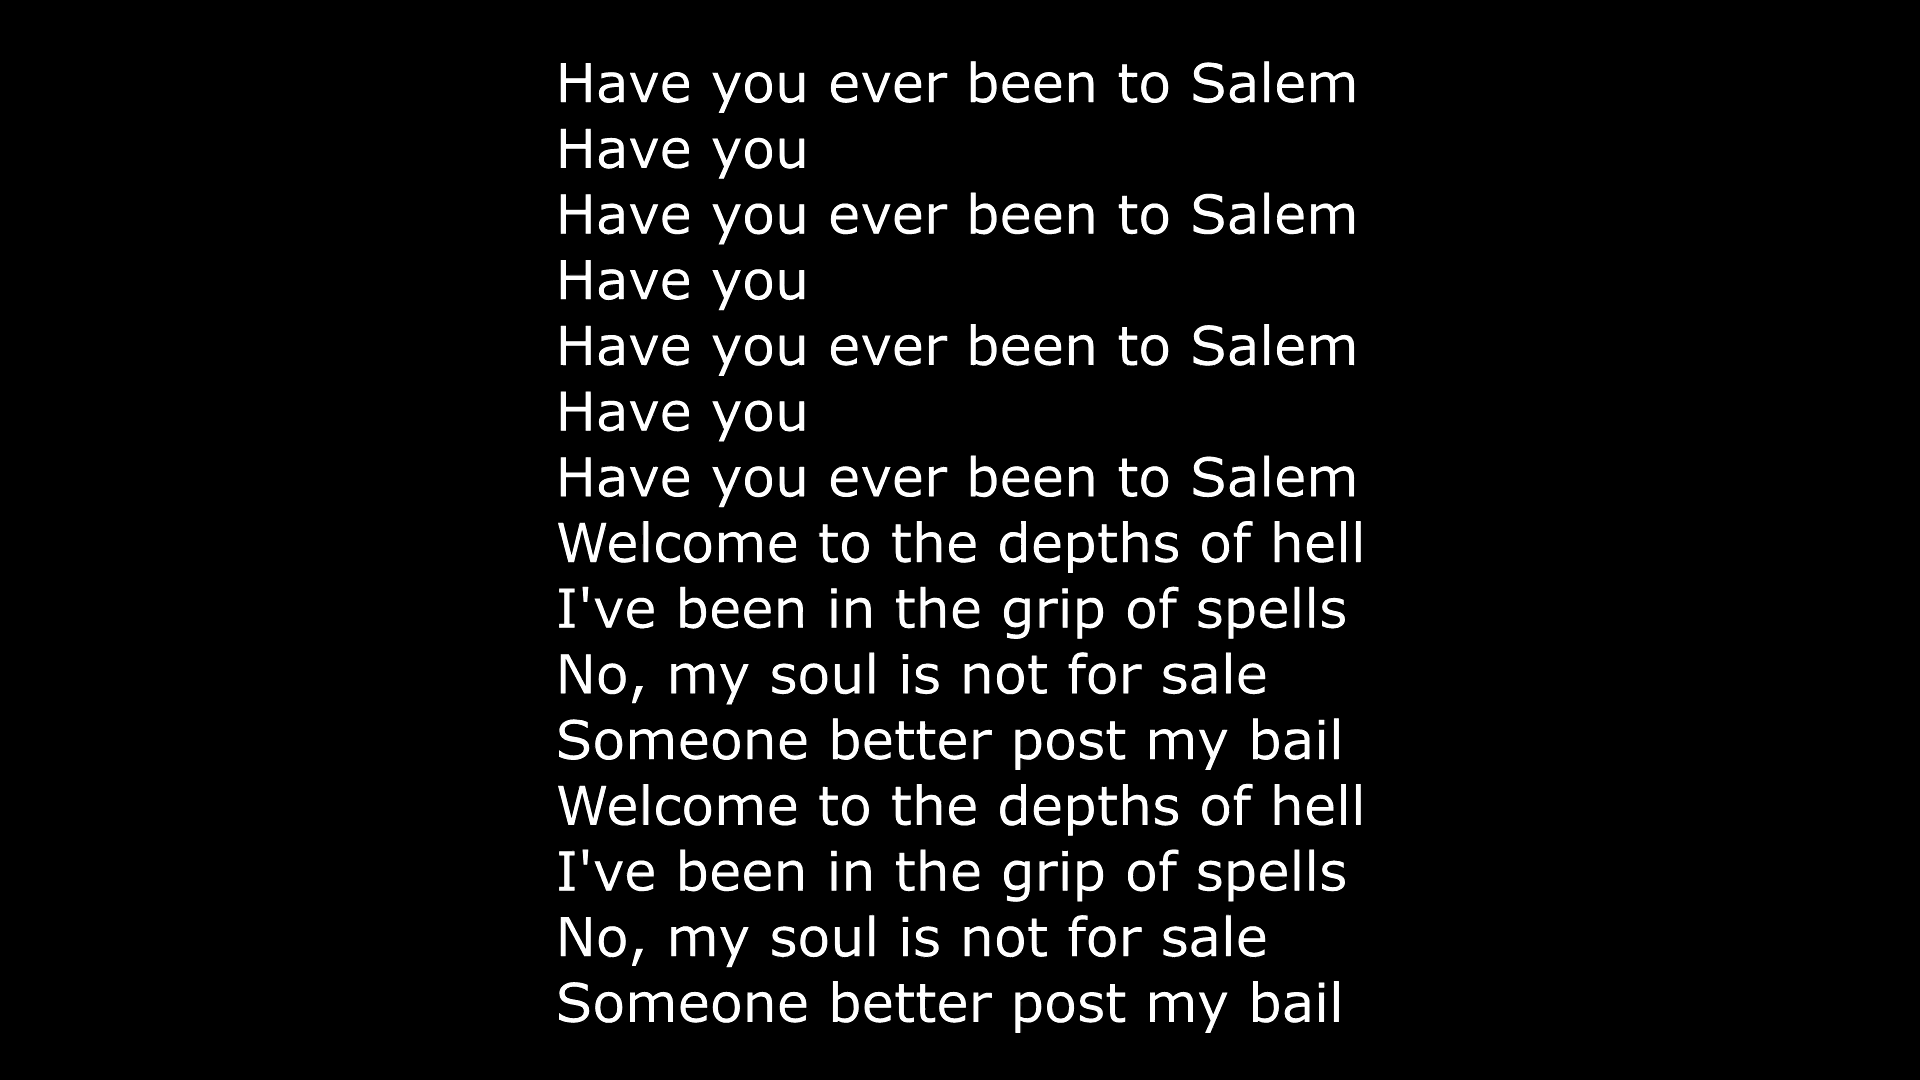 Have you ever been to Salem
Have you
Have you ever been to Salem
Have you
Have you ever been to Salem
Have you
Have you ever been to Salem
Welcome to the depths of hell
I've been in the grip of spells
No, my soul is not for sale
Someone better post my bail
Welcome to the depths of hell
I've been in the grip of spells
No, my soul is not for sale
Someone better post my bail